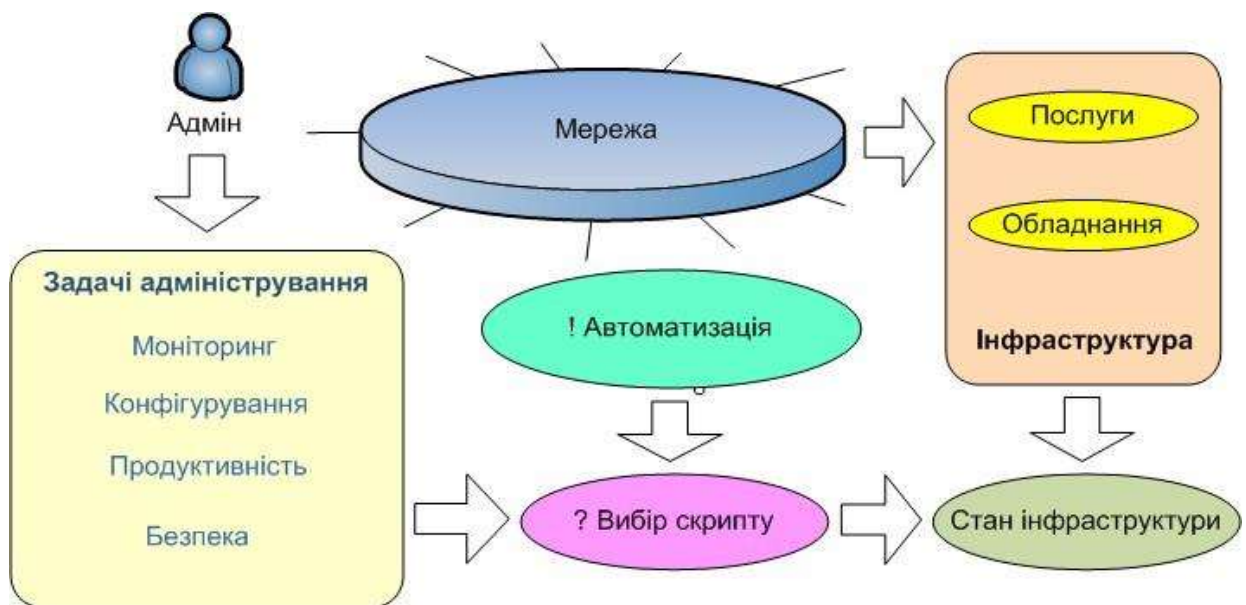 Адмін
Мережа
Послуги
Обладнання
Інфраструктура
Задачі адміністрування
Моніторинг
Конфігурування
Продуктивність
Безпека
! Автоматизація
? Вибір скрипту
Стан інфраструктури